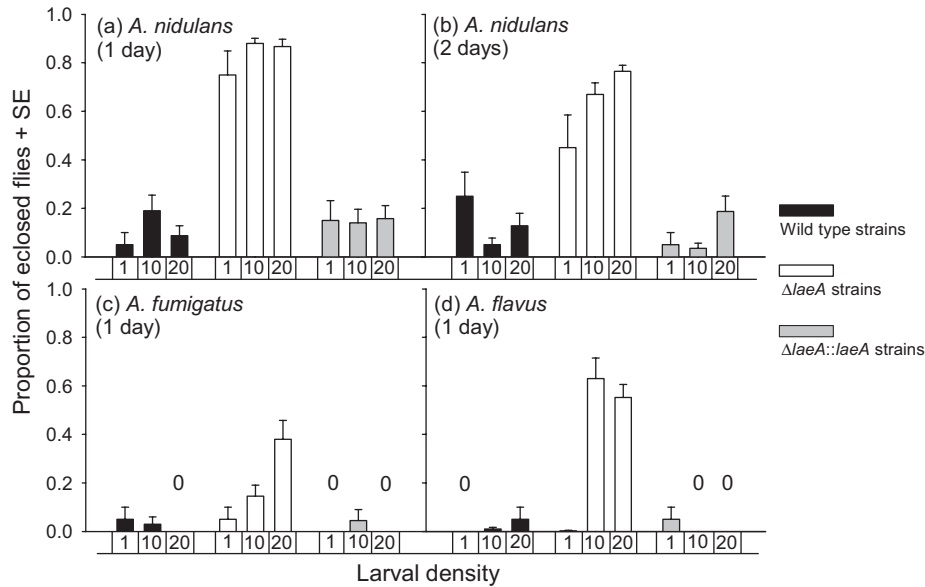 Proportion of eclosed flies + SE
(a) A. nidulans
(1 day)
1.0
0.8
0.6
0.4
0.2
0.0
1 10 20 1 10 20 1 10 20
(b) A. nidulans
(2 days)
1 10 20 1 10 20 1 10 20
(c) A. fumigatus
(1 day)
1.0
0.8
0.6
0.4
0.2
0.0
0 0 0
1 10 20 1 10 20 1 10 20
(d) A. flavus
(1 day)
0 0 0
1 10 20 1 10 20 1 10 20
Larval density
Wild type strains
ΔlaeA strains
ΔlaeA::laeA strains